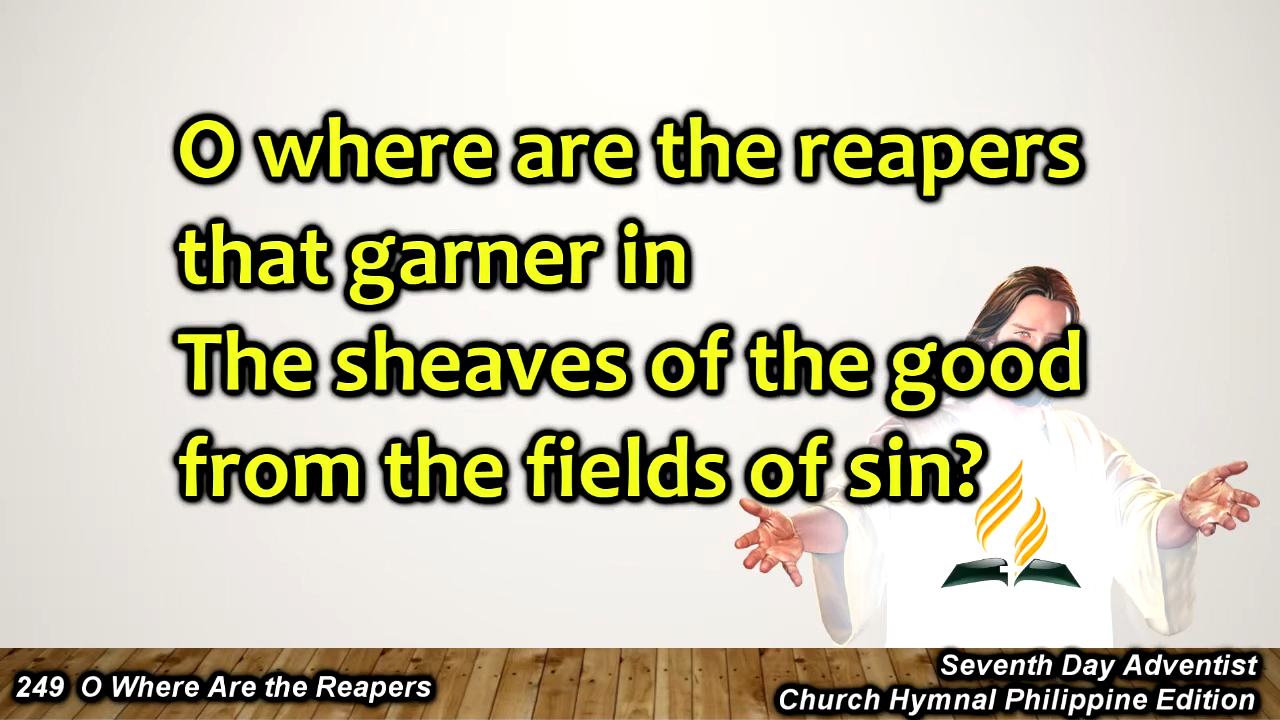 O where are the reapers
that garner in
The sheaves of the good
from the fields of sin?
249 O Where Are the Reapers
Seventh Day Adventist
Church Hymnal Philippine Edition